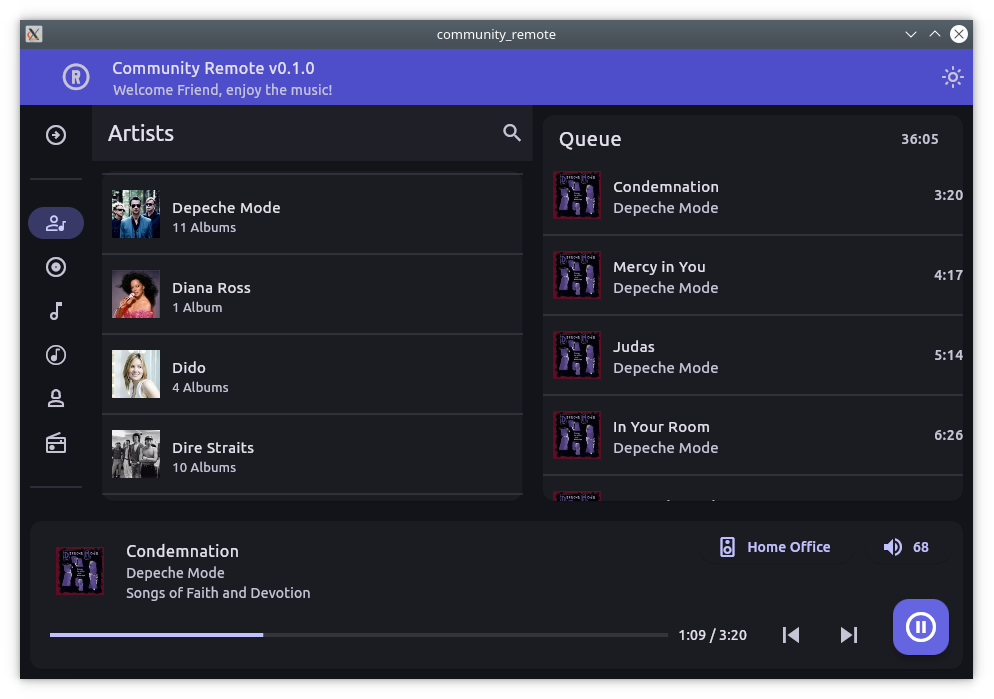 community_remote
R
Community Remote v0.1.0
Welcome Friend, enjoy the music!
Artists
Depeche Mode
11 Albums
Diana Ross
1 Album
Dido
4 Albums
Dire Straits
10 Albums
Queue
36:05
Condemnation
Depeche Mode
3:20
Mercy in You
Depeche Mode
4:17
Judas
Depeche Mode
5:14
In Your Room
Depeche Mode
6:26
Condemnation
Depeche Mode
Songs of Faith and Devotion
Home Office
68
1:09 / 3:20